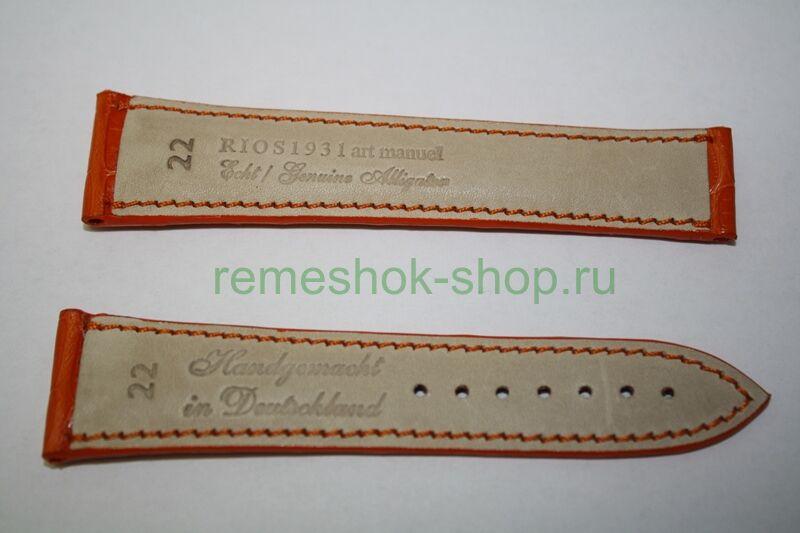 22
RIOS1931 art manuel
Echt / Genuine Alligator
remeshok-shop.ru
22
Handgemacht
in Deutschland